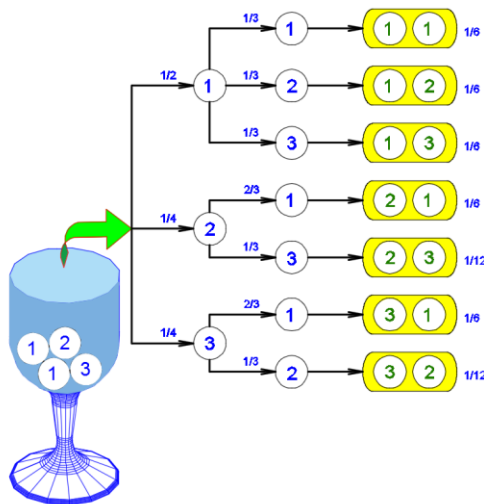 1/3 1 1 1 1/6
1/2 1 1/3 2 1 2 1/6
1/3 3 1 3 1/6
2/3 1 2 1 1/6
1/4 2
1/3 3 2 3 1/12
2/3 1 3 1 1/6
1/4 3
1/3 2 3 2 1/12
1 2
1 3